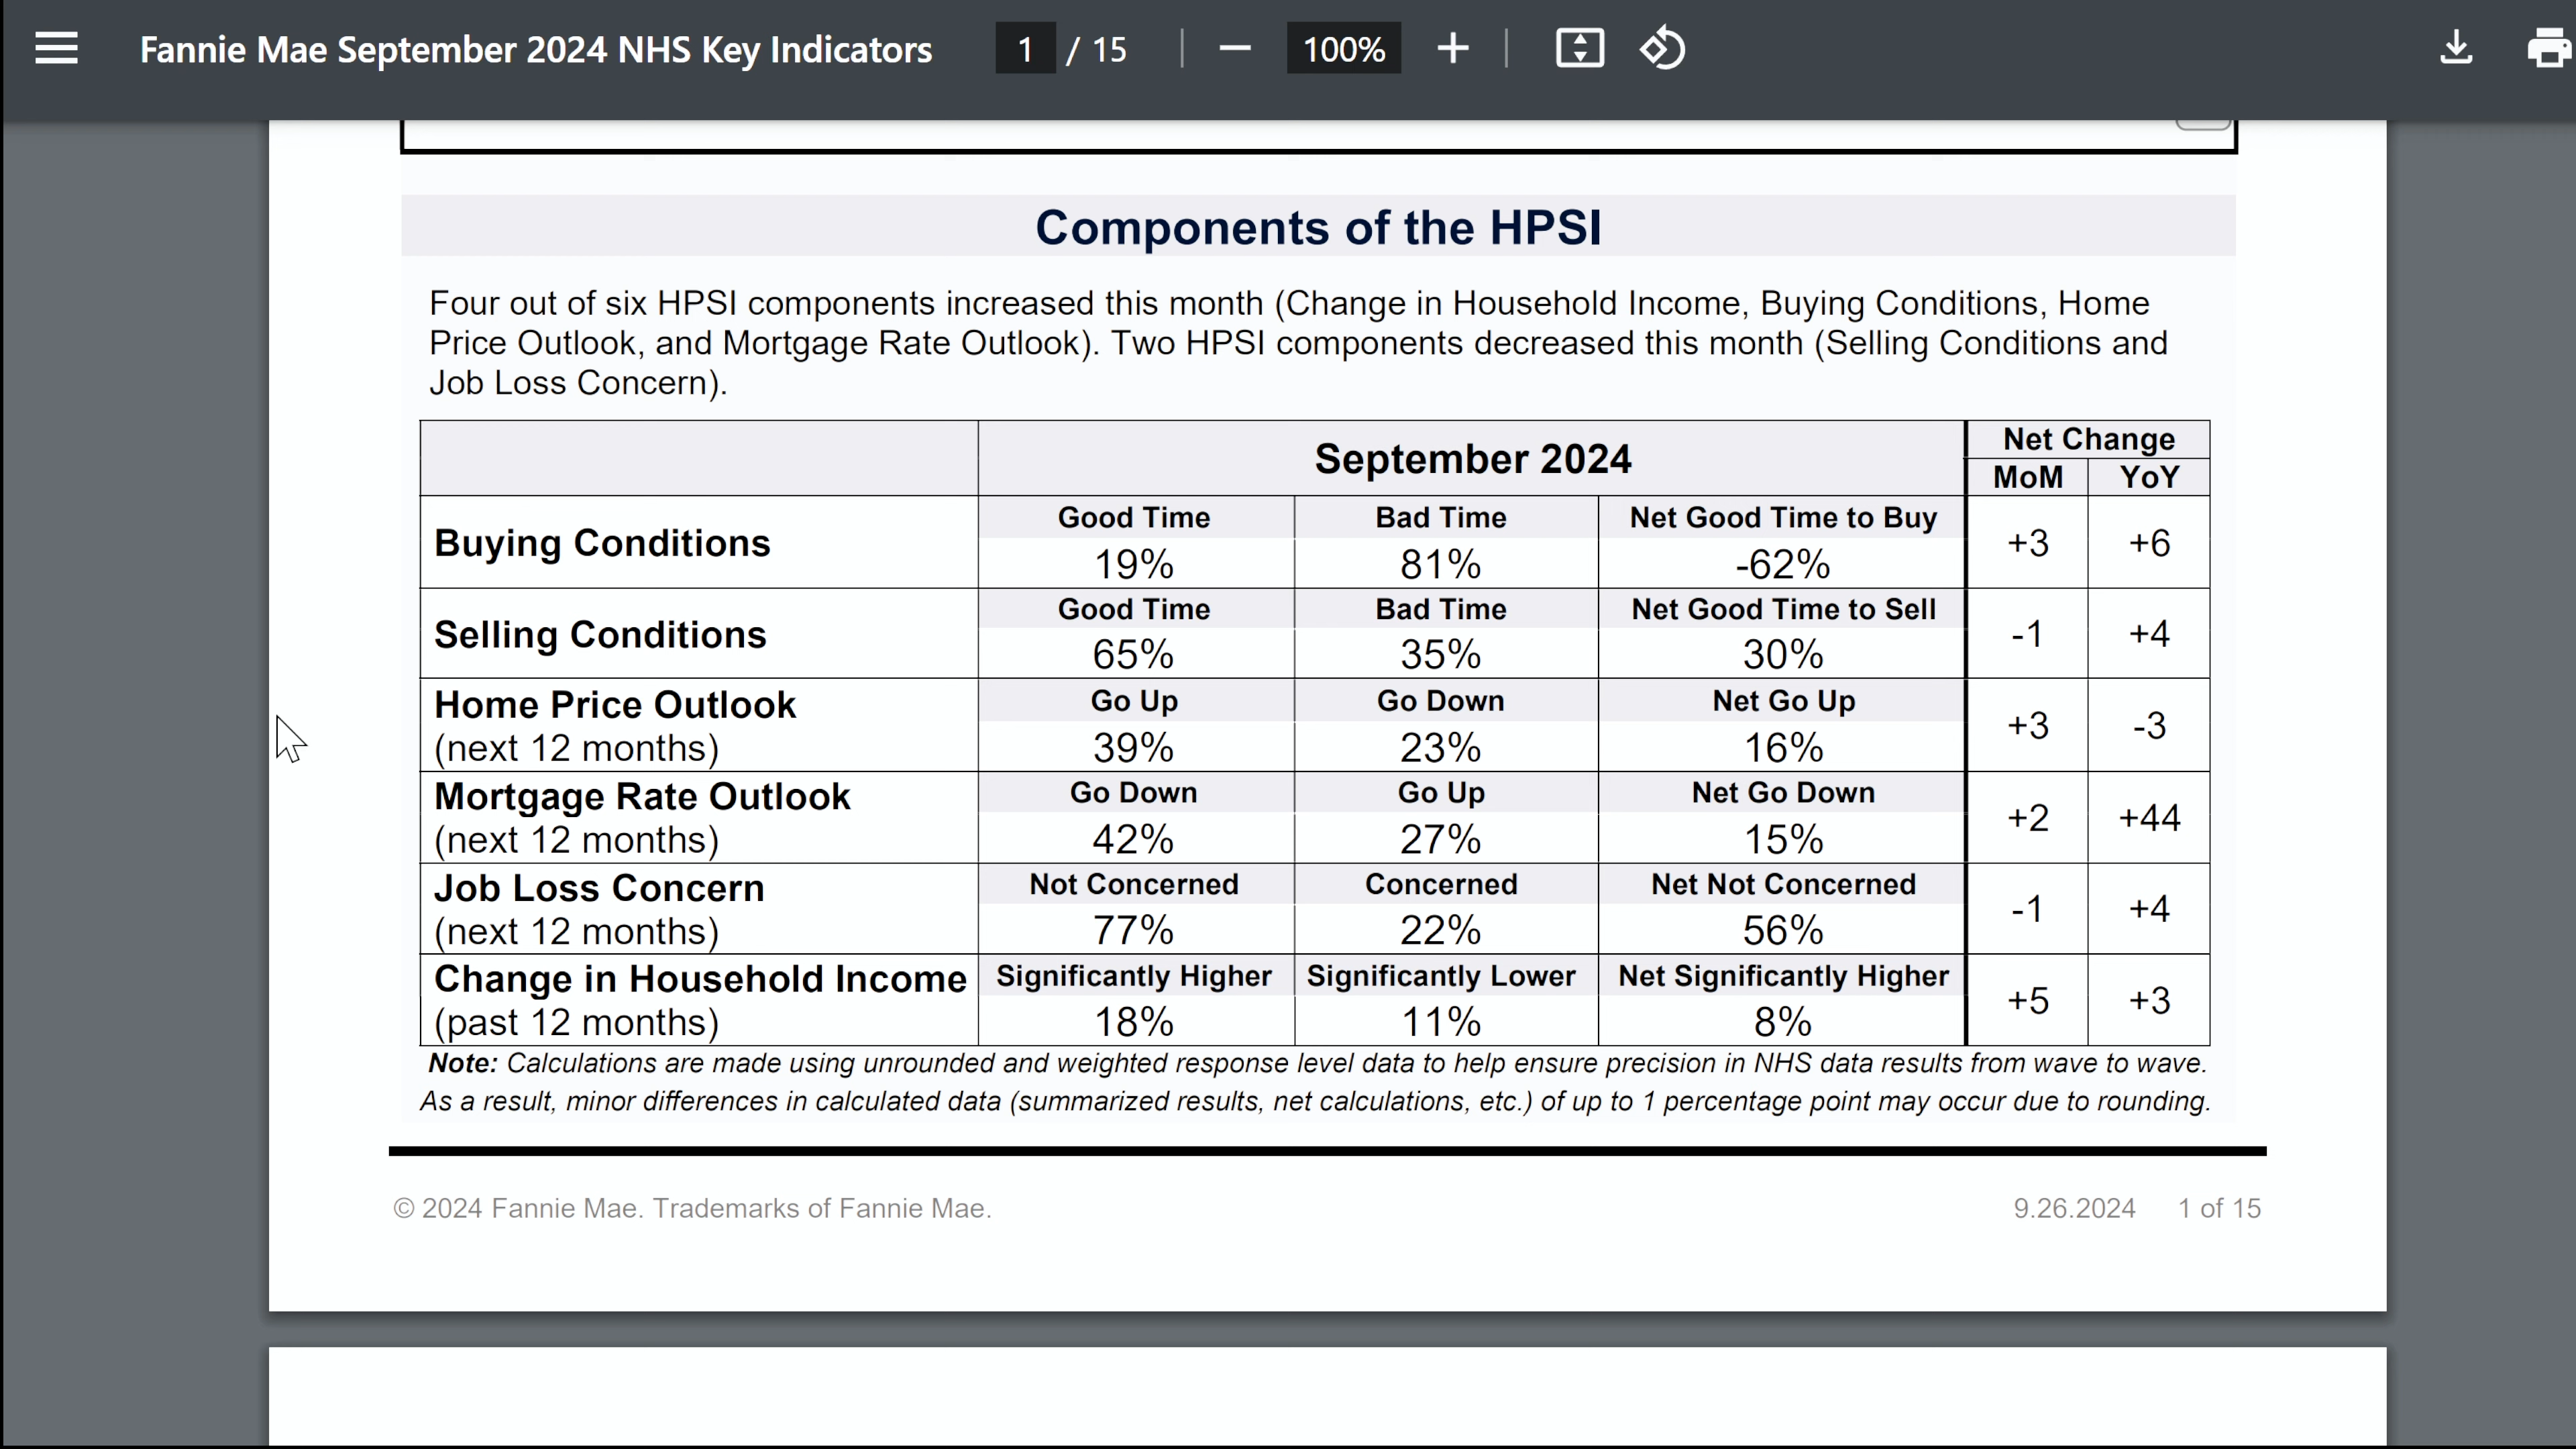 Fannie Mae September 2024 NHS Key Indicators 1 / 15 100%
Components of the HPSI
Four out of six HPSI components increased this month (Change in Household Income, Buying Conditions, Home
Price Outlook, and Mortgage Rate Outlook). Two HPSI components decreased this month (Selling Conditions and
Job Loss Concern).
September 2024 Net Change
MoM YoY
Buying Conditions Good Time Bad Time Net Good Time to Buy
19% 81% -62% +3 +6
Selling Conditions Good Time Bad Time Net Good Time to Sell
65% 35% 30% -1 +4
Home Price Outlook Go Up Go Down Net Go Up
(next 12 months) 39% 23% 16% +3 -3
Mortgage Rate Outlook Go Down Go Up Net Go Down
(next 12 months) 42% 27% 15% +2 +44
Job Loss Concern Not Concerned Concerned Net Not Concerned
(next 12 months) 77% 22% 56% -1 +4
Change in Household Income Significantly Higher Significantly Lower Net Significantly Higher
(past 12 months) 18% 11% 8% +5 +3
Note: Calculations are made using unrounded and weighted response level data to help ensure precision in NHS data results from wave to wave.
As a result, minor differences in calculated data (summarized results, net calculations, etc.) of up to 1 percentage point may occur due to rounding.
© 2024 Fannie Mae. Trademarks of Fannie Mae. 9.26.2024 1 of 15